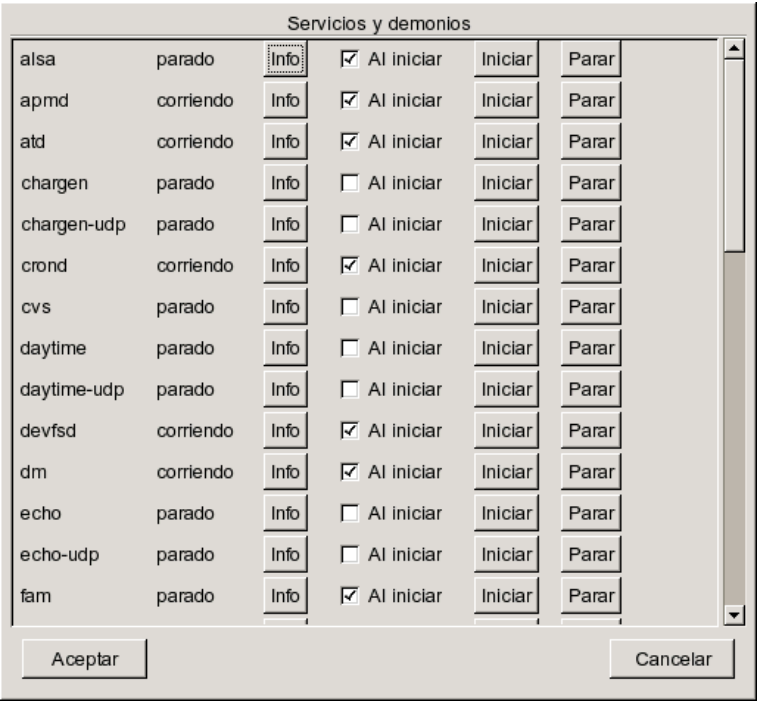 Servicios y demonios
alsa parado Info Al iniciar Iniciar Parar
apmd corriendo Info Al iniciar Iniciar Parar
atd corriendo Info Al iniciar Iniciar Parar
chargen parado Info Al iniciar Iniciar Parar
chargen-udp parado Info Al iniciar Iniciar Parar
crond corriendo Info Al iniciar Iniciar Parar
cvs parado Info Al iniciar Iniciar Parar
daytime parado Info Al iniciar Iniciar Parar
daytime-udp parado Info Al iniciar Iniciar Parar
devfsd corriendo Info Al iniciar Iniciar Parar
dm corriendo Info Al iniciar Iniciar Parar
echo parado Info Al iniciar Iniciar Parar
echo-udp parado Info Al iniciar Iniciar Parar
fam parado Info Al iniciar Iniciar Parar
Aceptar Cancelar